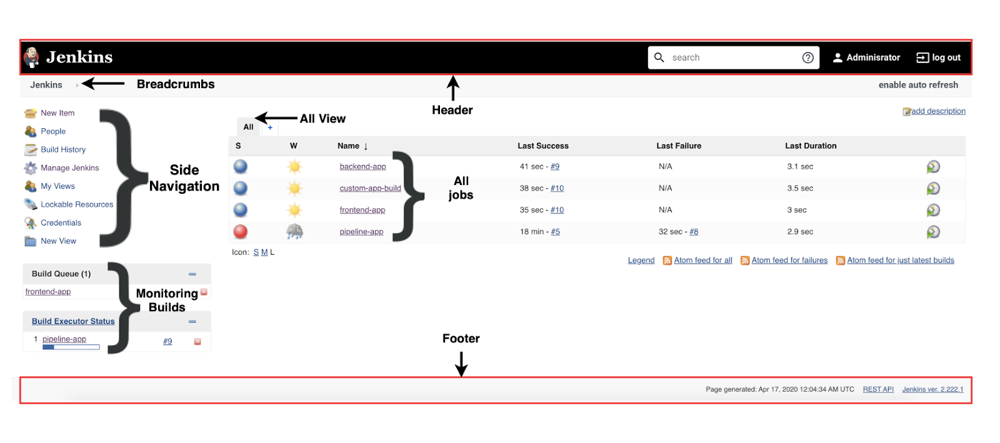 Jenkins
search
Adminisrator
log out
Jenkins
Breadcrumbs
enable auto refresh
Header
New Item
People
Build History
Manage Jenkins
My Views
Lockable Resources
Credentials
New View
Side
Navigation
All View
add description
All +
S W Name ↓ Last Success Last Failure Last Duration
backend-app 41 sec - #9 N/A 3.1 sec
custom-app-build 38 sec - #10 N/A 3.5 sec
frontend-app 35 sec - #10 N/A 3 sec
pipeline-app 18 min - #5 32 sec - #8 2.9 sec
All
jobs
Icon: S M L
Legend Atom feed for all Atom feed for failures Atom feed for just latest builds
Build Queue (1)
frontend-app
Monitoring
Builds
Build Executor Status
1 pipeline-app #9
Footer
Page generated: Apr 17, 2020 12:04:34 AM UTC REST API Jenkins ver. 2.222.1